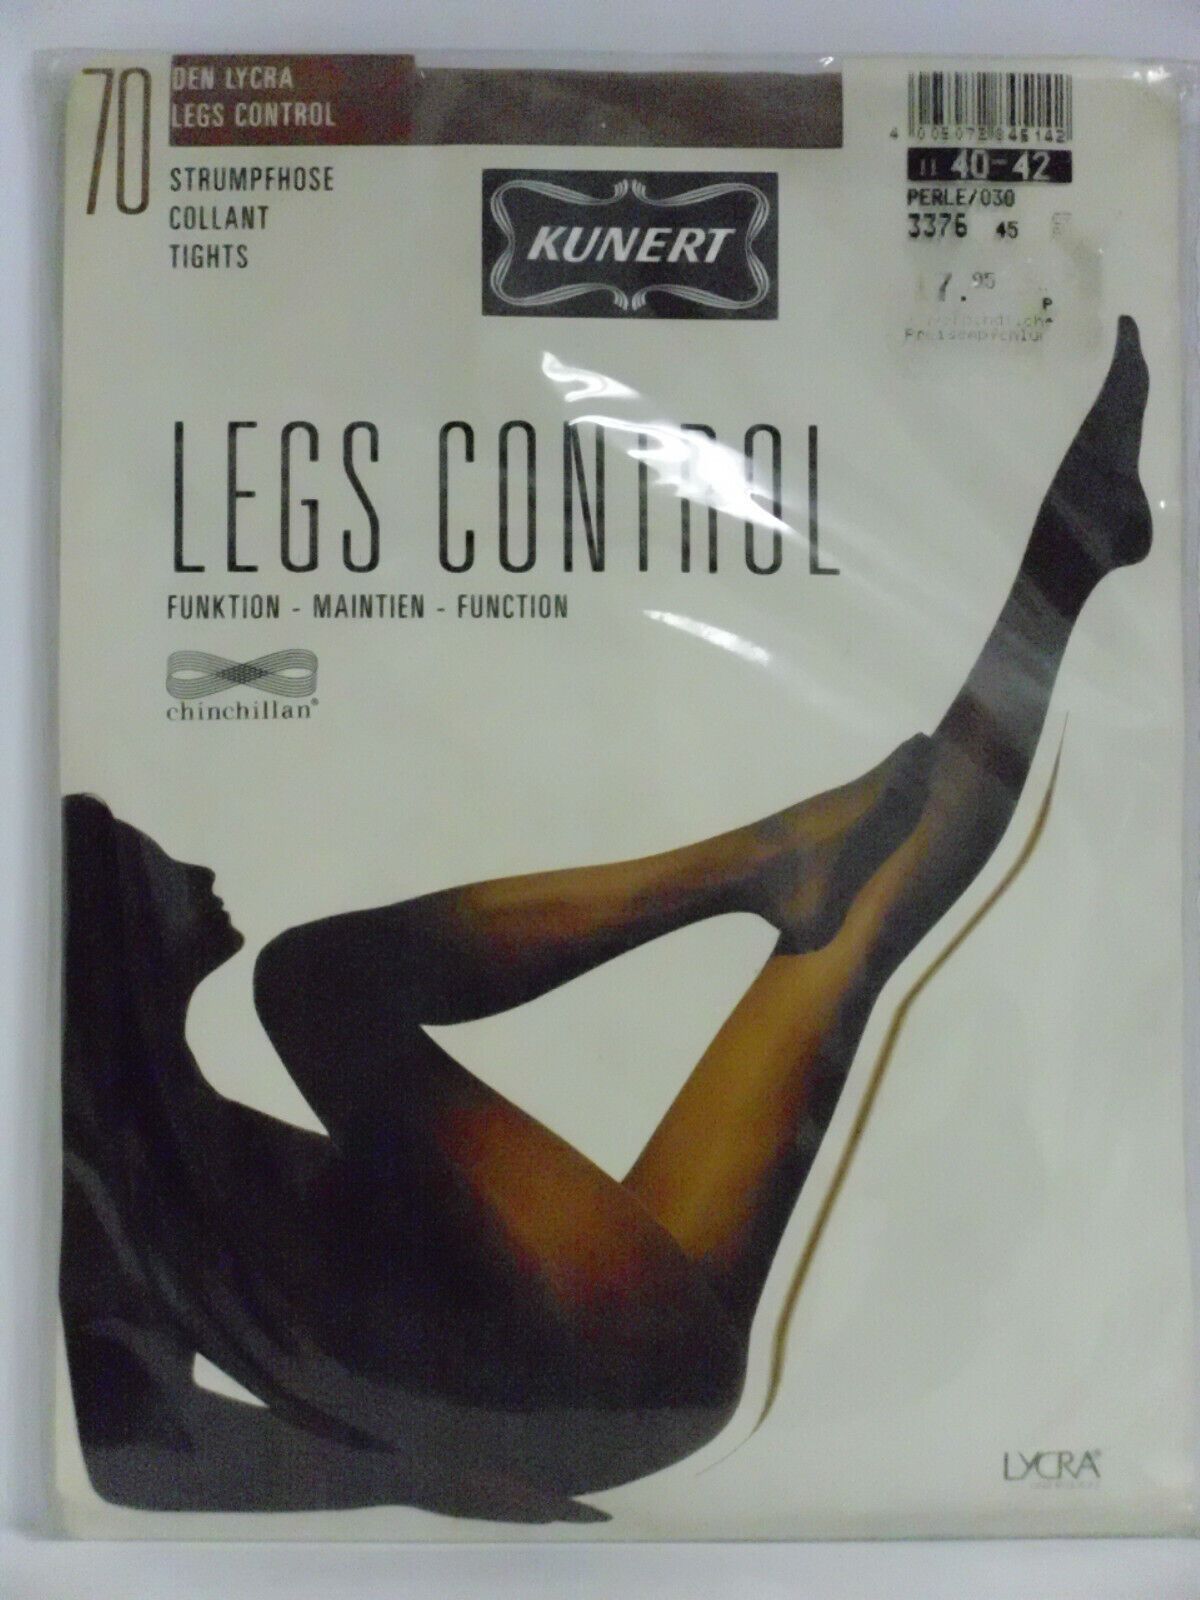 70
DEN LYCRA
LEGS CONTROL
STRUMPFHOSE
COLLANT
TIGHTS
KUNERT
II 40-42
PERLE/030
3376 45
7.95
P
LEGS CONTROL
FUNKTION - MAINTIEN - FUNCTION
chinchillan®
LYCRA®